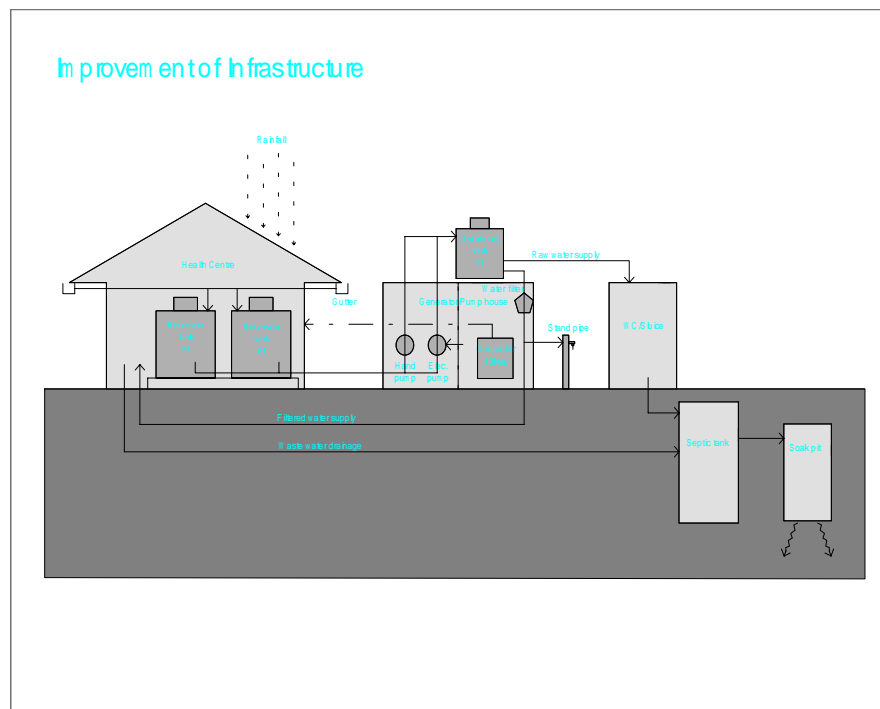 Improvement of Infrastructure
Rainfall
Health Centre
Gutter
Generator Pump house
Water filter
Raw water supply
Stand pipe
WC/Sluice
Hand
pump
Elec.
pump
Filtered water supply
Waste water drainage
Septic tank
Soak pit